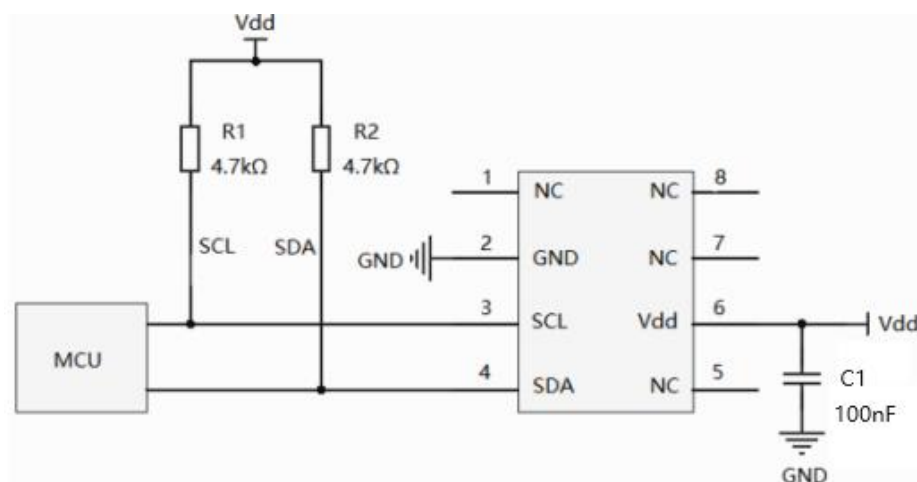 Vdd
R1
4.7kΩ
R2
4.7kΩ
SCL
SDA
MCU
1
NC
NC
8
GND
2
GND
NC
7
3
SCL
Vdd
6
Vdd
4
SDA
NC
5
C1
100nF
GND